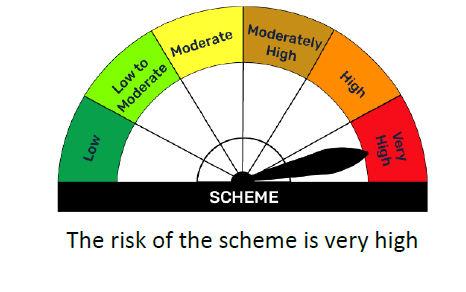 Low
Low to
Moderate
Moderate
Moderately
High
High
Very
High
SCHEME
The risk of the scheme is very high